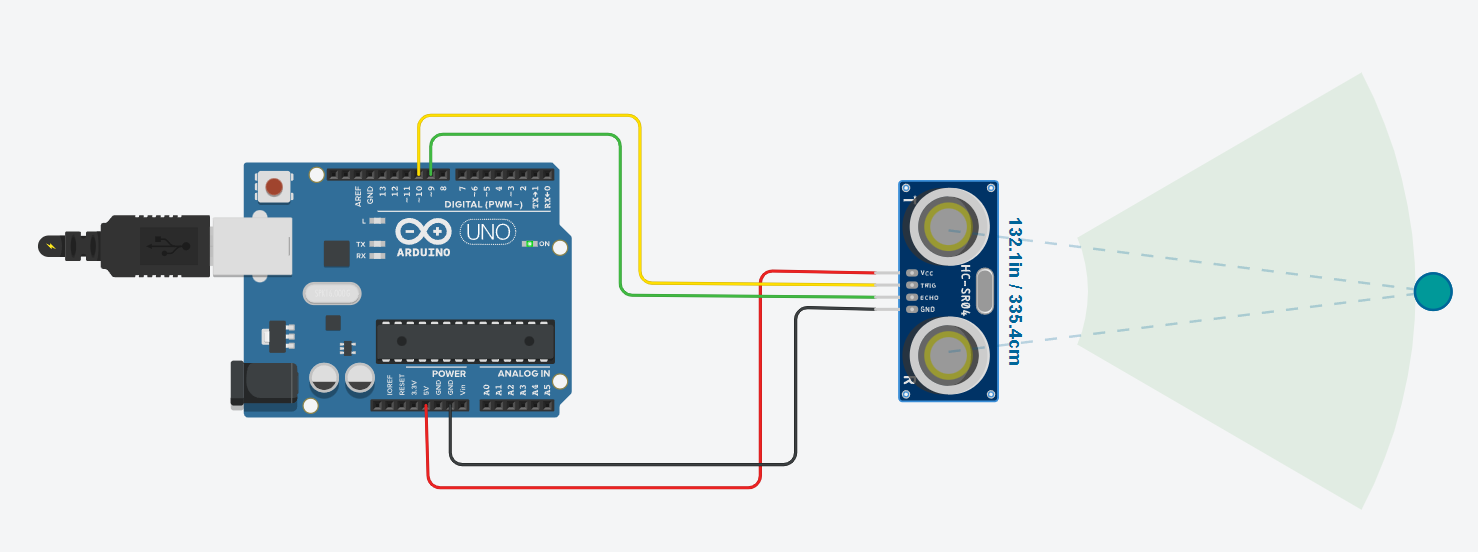 AREF
GND
13
12
~11
~10
~9
8
7
~6
~5
4
~3
2
TX→1
RX←0
DIGITAL (PWM~)
L
TX
RX
ARDUINO
UNO
ON
POWER
ANALOG IN
IOREF
RESET
3.3V
5V
GND
GND
Vin
A0
A1
A2
A3
A4
A5
T
VCC
TWIG
ECHO
GND
HC-SR04
R
132.1in / 335.4cm